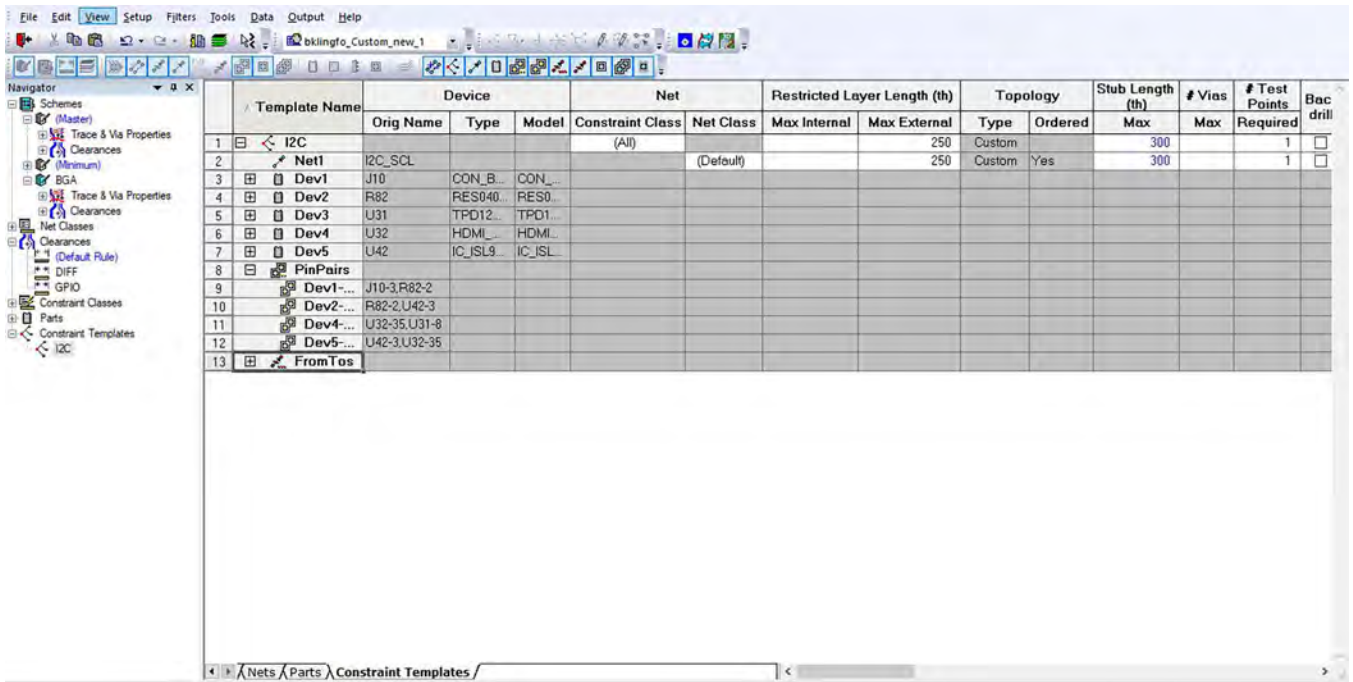 File Edit View Setup Filters Tools Data Output Help
bklingfo_Custom_new_1
Navigator
Schemes
(Master)
Trace & Via Properties
Clearances
(Minimum)
BGA
Trace & Via Properties
Clearances
Net Classes
Clearances
(Default Rule)
DIFF
GPIO
Constraint Classes
Parts
Constraint Templates
I2C
Template Name Device Net Restricted Layer Length (th) Topology Stub Length (th) # Vias # Test Points Bac drill
Orig Name Type Model Constraint Class Net Class Max Internal Max External Type Ordered Max Max Required
1 I2C (All) 250 Custom 300 1
2 Net1 I2C_SCL (Default) 250 Custom Yes 300 1
3 Dev1 J10 CON_B... CON_...
4 Dev2 R82 RES040... RES0...
5 Dev3 U31 TPD12... TPD1...
6 Dev4 U32 HDMI_... HDMI...
7 Dev5 U42 IC_ISL9... IC_ISL...
8 PinPairs
9 Dev1-... J10-3,R82-2
10 Dev2-... R82-2,U42-3
11 Dev4-... U32-35,U31-8
12 Dev5-... U42-3,U32-35
13 FromTos
Nets Parts Constraint Templates